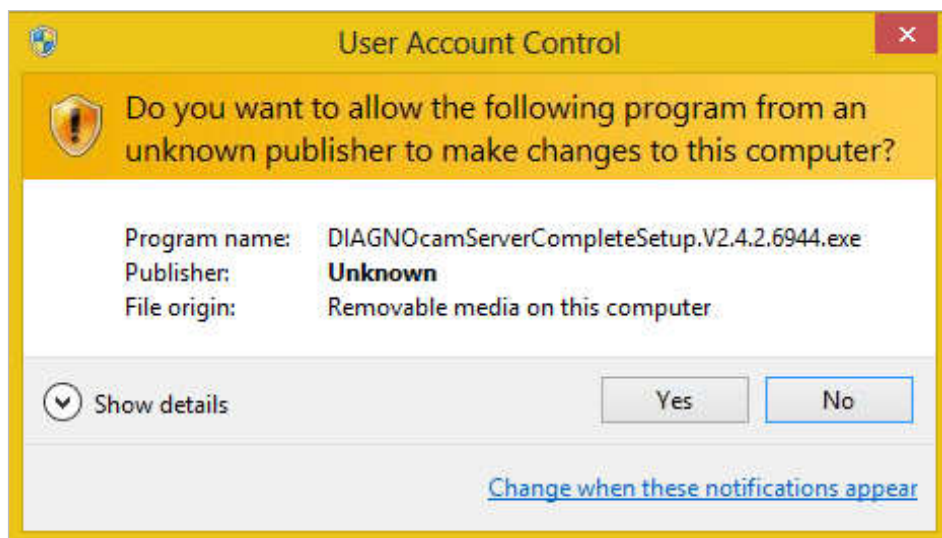 User Account Control
Do you want to allow the following program from an
unknown publisher to make changes to this computer?
Program name: DIAGNOcamServerCompleteSetup.V2.4.2.6944.exe
Publisher: Unknown
File origin: Removable media on this computer
Show details
Yes
No
Change when these notifications appear